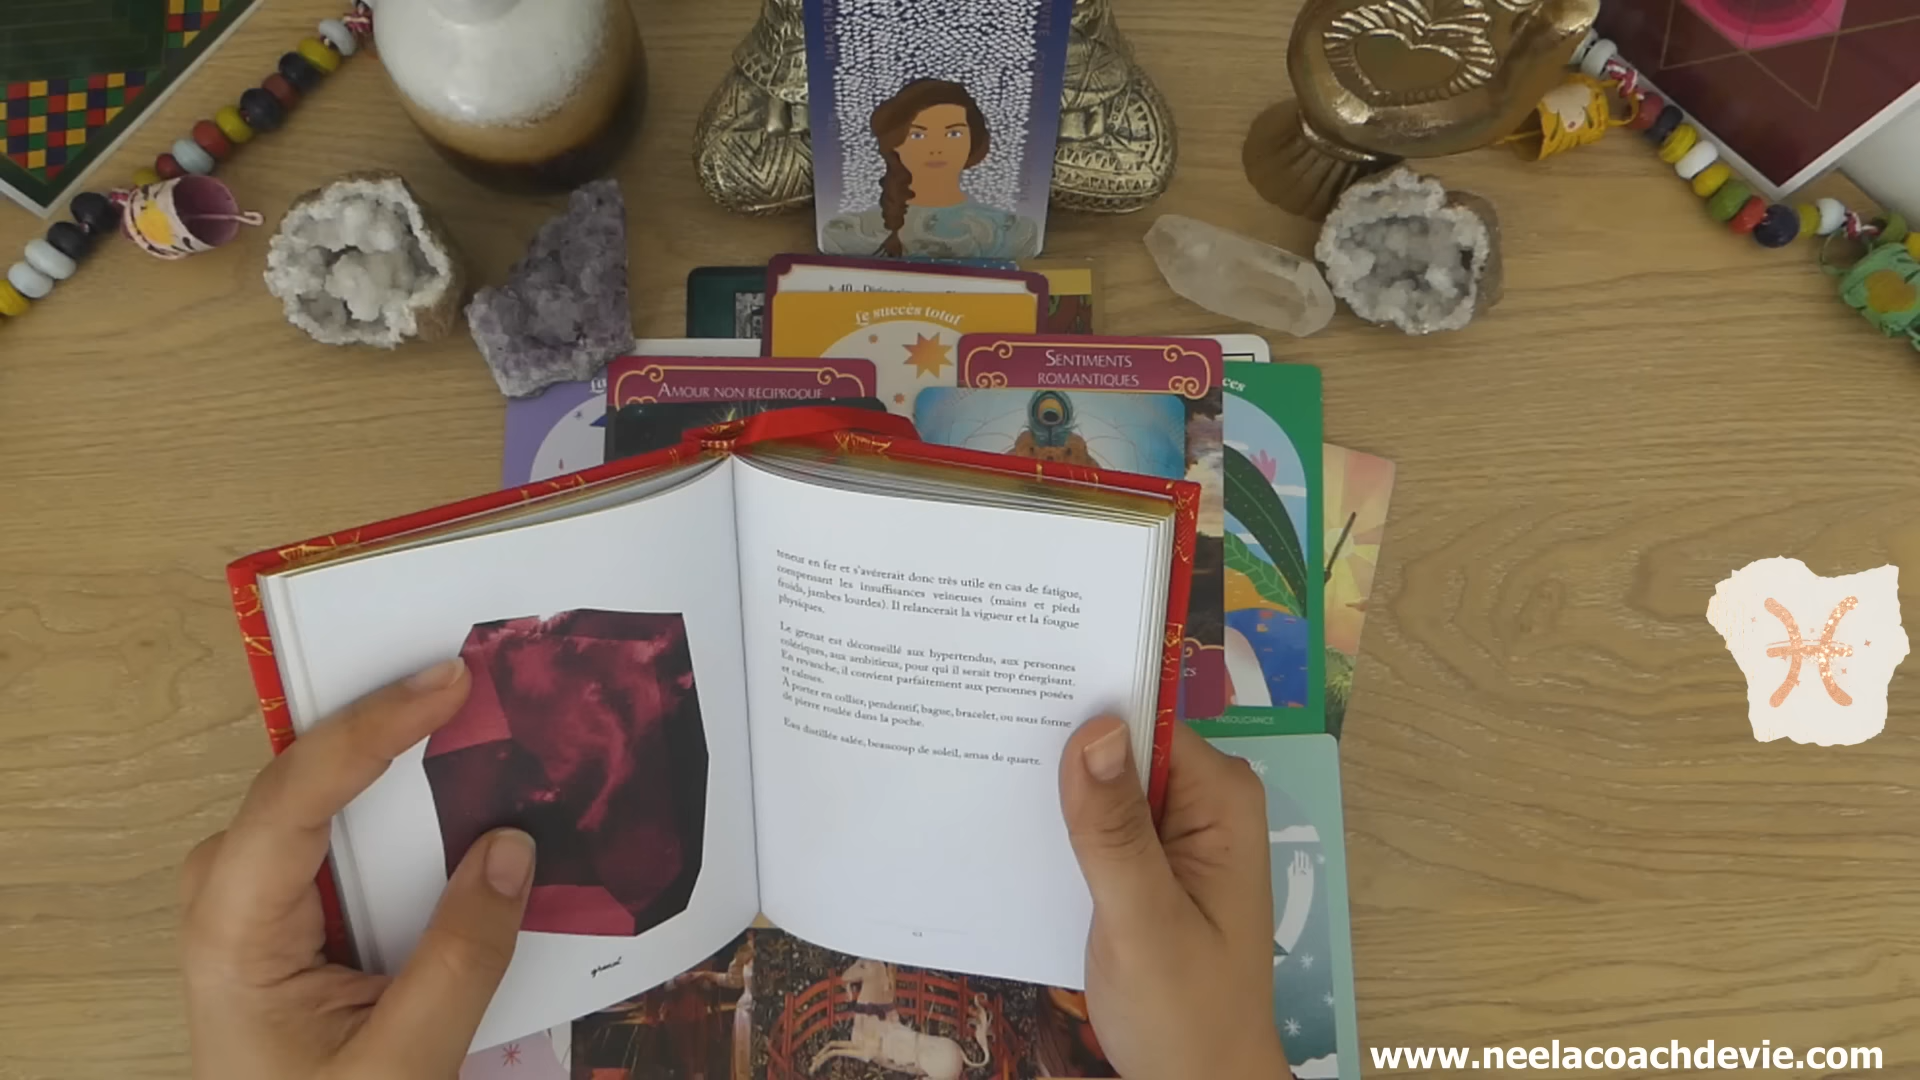 IMAGINA
Le succès total
SENTIMENTS
ROMANTIQUES
AMOUR NON RÉCIPROQUE
ces
teneur en fer et s'avérerait donc très utile en cas de fatigue,
compensant les insuffisances veineuses (mains et pieds
froids, jambes lourdes). Il relancerait la vigueur et la fougue
physiques.
Le grenat est déconseillé aux hypertendus, aux personnes
colériques, aux ambitieux, pour qui il serait trop énergisant.
En revanche, il convient parfaitement aux personnes posées
et calmes.
À porter en collier, pendentif, bague, bracelet, ou sous forme
de pierre roulée dans la poche.
Eau distillée salée, beaucoup de soleil, amas de quartz.
grenat
INSOUCIANCE
www.neelacoachdevie.com